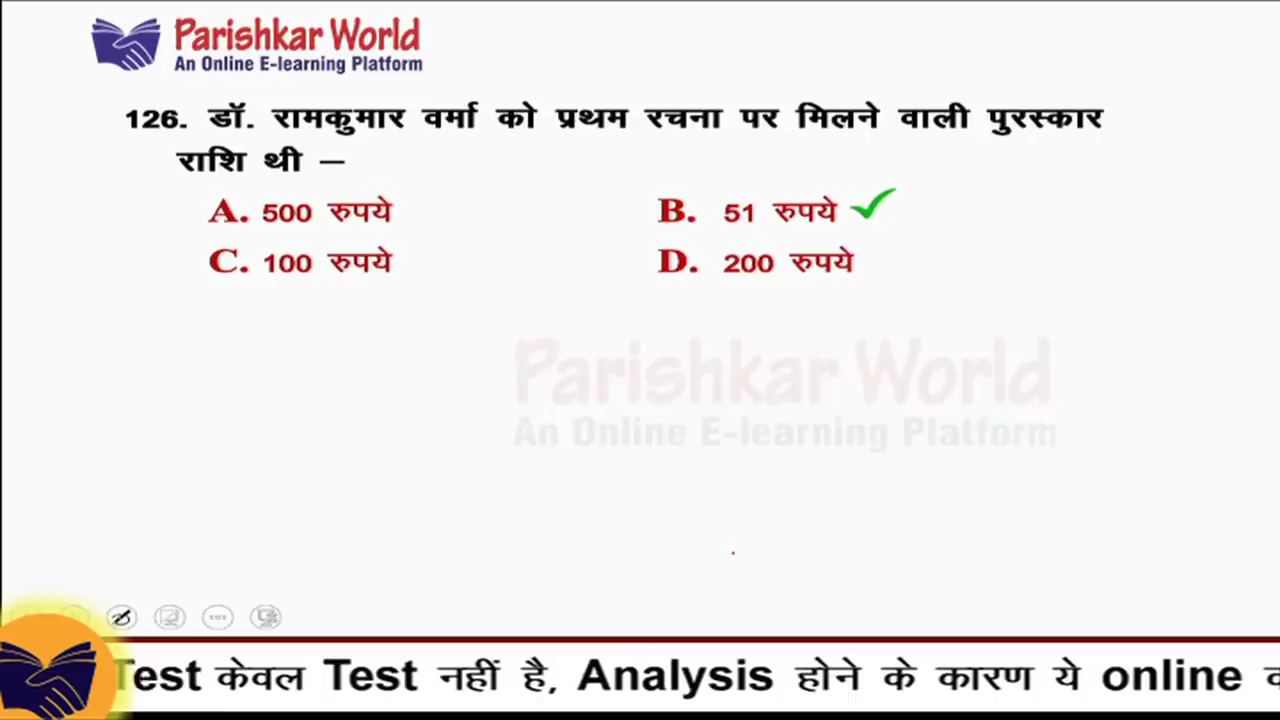 Parishkar World
An Online E-learning Platform
126. डॉ. रामकुमार वर्मा को प्रथम रचना पर मिलने वाली पुरस्कार
राशि थी –
A. 500 रुपये
B. 51 रुपये
C. 100 रुपये
D. 200 रुपये
Parishkar World
An Online E-learning Platform
Test केवल Test नहीं है, Analysis होने के कारण ये online